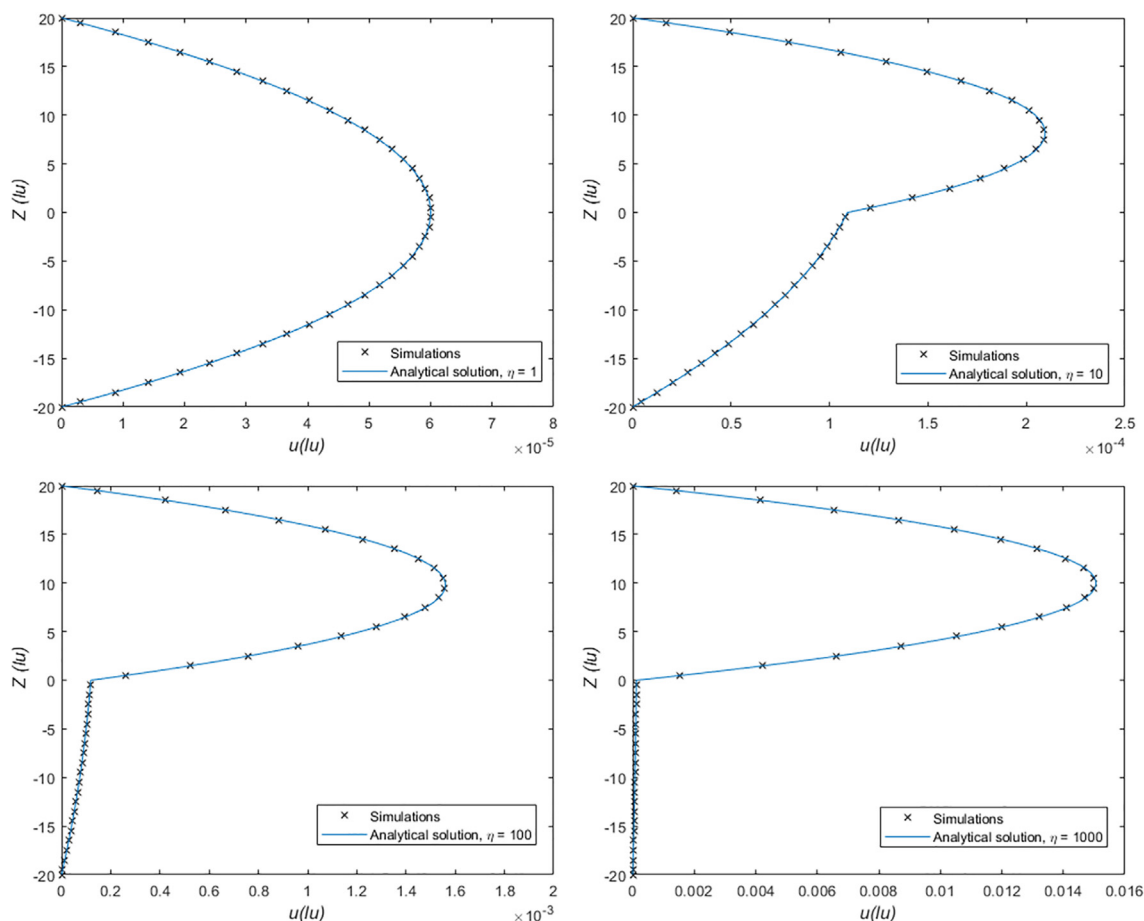 20
15
10
5
0
-5
-10
-15
-20
Z (lu)
0 1 2 3 4 5 6 7 8
×10⁻⁵
u(lu)
Simulations
Analytical solution, η = 1
20
15
10
5
0
-5
-10
-15
-20
Z (lu)
0 0.5 1 1.5 2 2.5
×10⁻⁴
u(lu)
Simulations
Analytical solution, η = 10
20
15
10
5
0
-5
-10
-15
-20
Z (lu)
0 0.2 0.4 0.6 0.8 1 1.2 1.4 1.6 1.8 2
×10⁻³
u(lu)
Simulations
Analytical solution, η = 100
20
15
10
5
0
-5
-10
-15
-20
Z (lu)
0 0.002 0.004 0.006 0.008 0.01 0.012 0.014 0.016
u(lu)
Simulations
Analytical solution, η = 1000